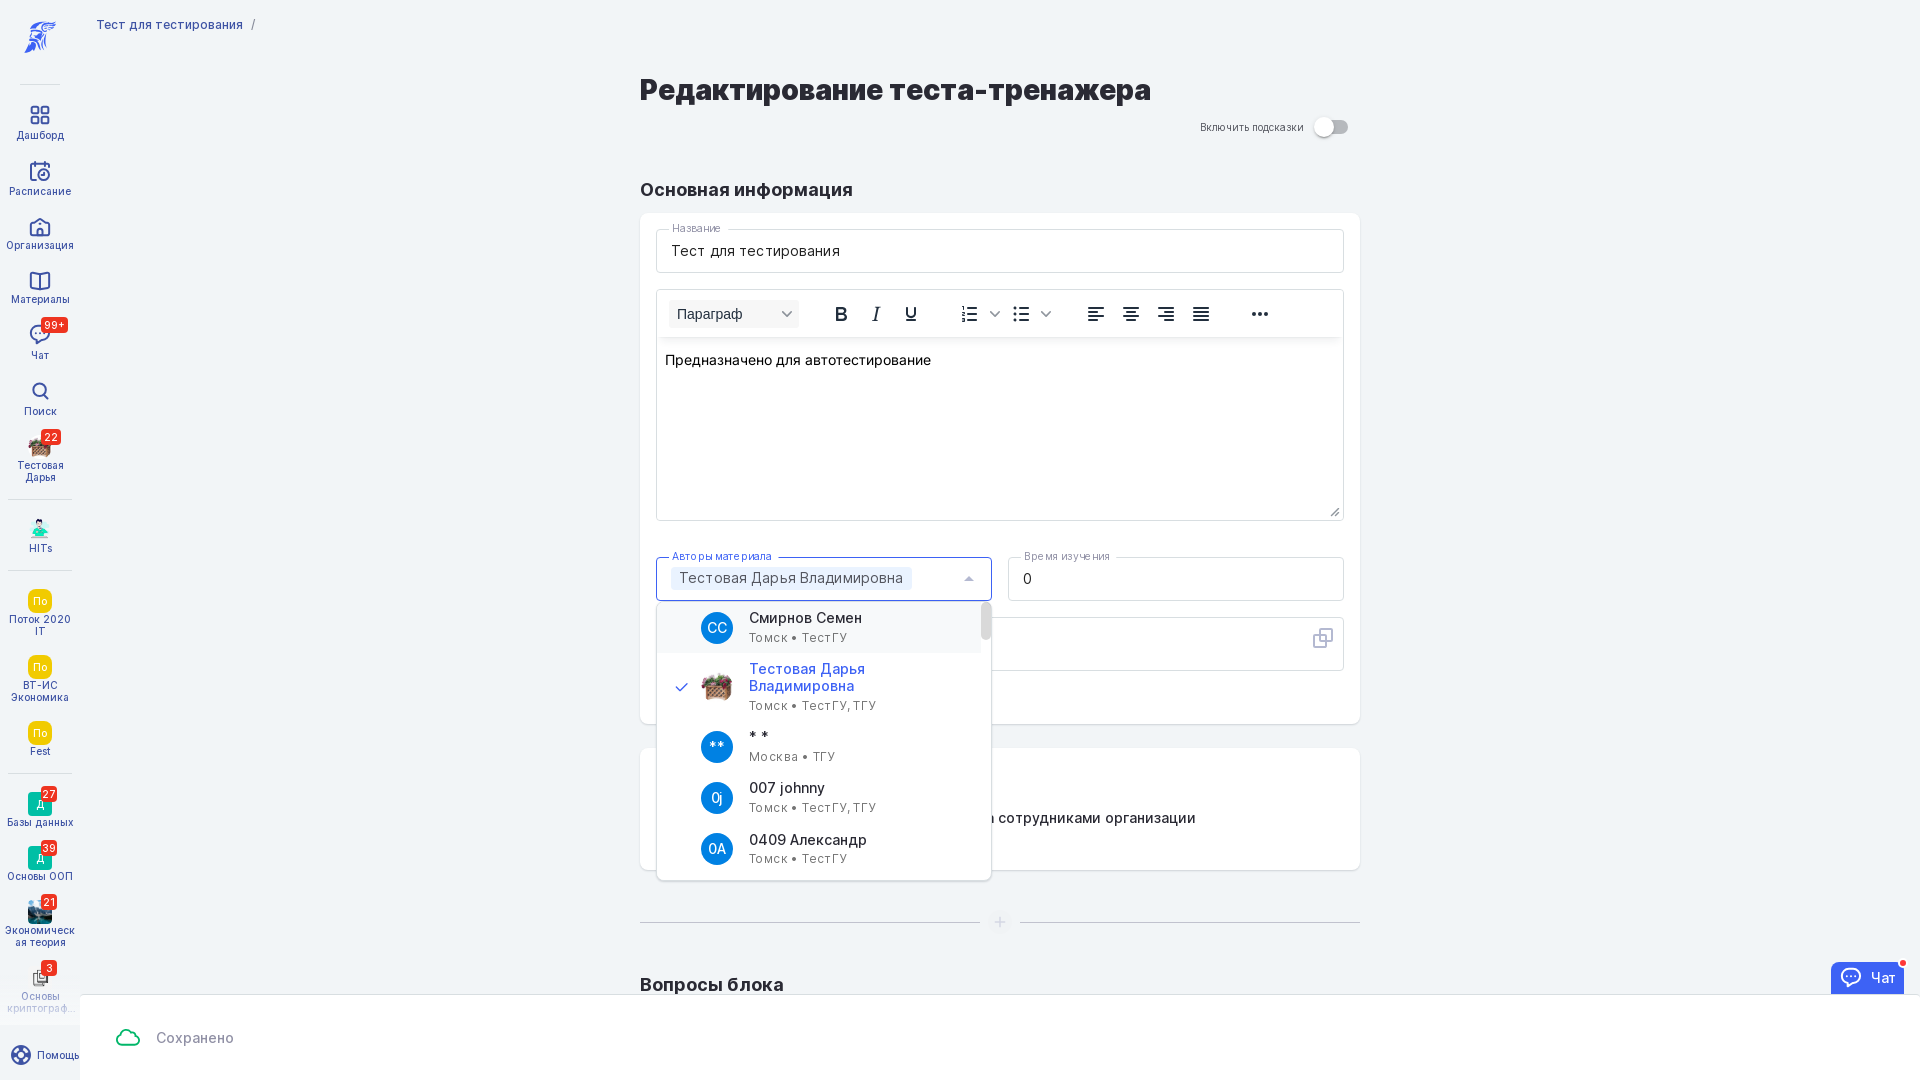 Тест для тестирования /
Дашборд
Расписание
Организация
Материалы
99+
Чат
Поиск
22
Тестовая
Дарья
HITs
По
Поток 2020
IT
По
ВТ-ИС
Экономика
По
Fest
27
Д
Базы данных
39
Д
Основы ООП
21
Экономическ
ая теория
3
Основы
криптограф...
Помощь
Редактирование теста-тренажера
Включить подсказки
Основная информация
Название
Тест для тестирования
Параграф
Предназначено для автотестирование
Авторы материала
Тестовая Дарья Владимировна
Время изучения
0
СС
Смирнов Семен
Томск • ТестГУ
Тестовая Дарья
Владимировна
Томск • ТестГУ, ТГУ
**
* *
Москва • ТГУ
0j
007 johnny
Томск • ТестГУ, ТГУ
0А
0409 Александр
Томск • ТестГУ
сотрудниками организации
Вопросы блока
Чат
Сохранено